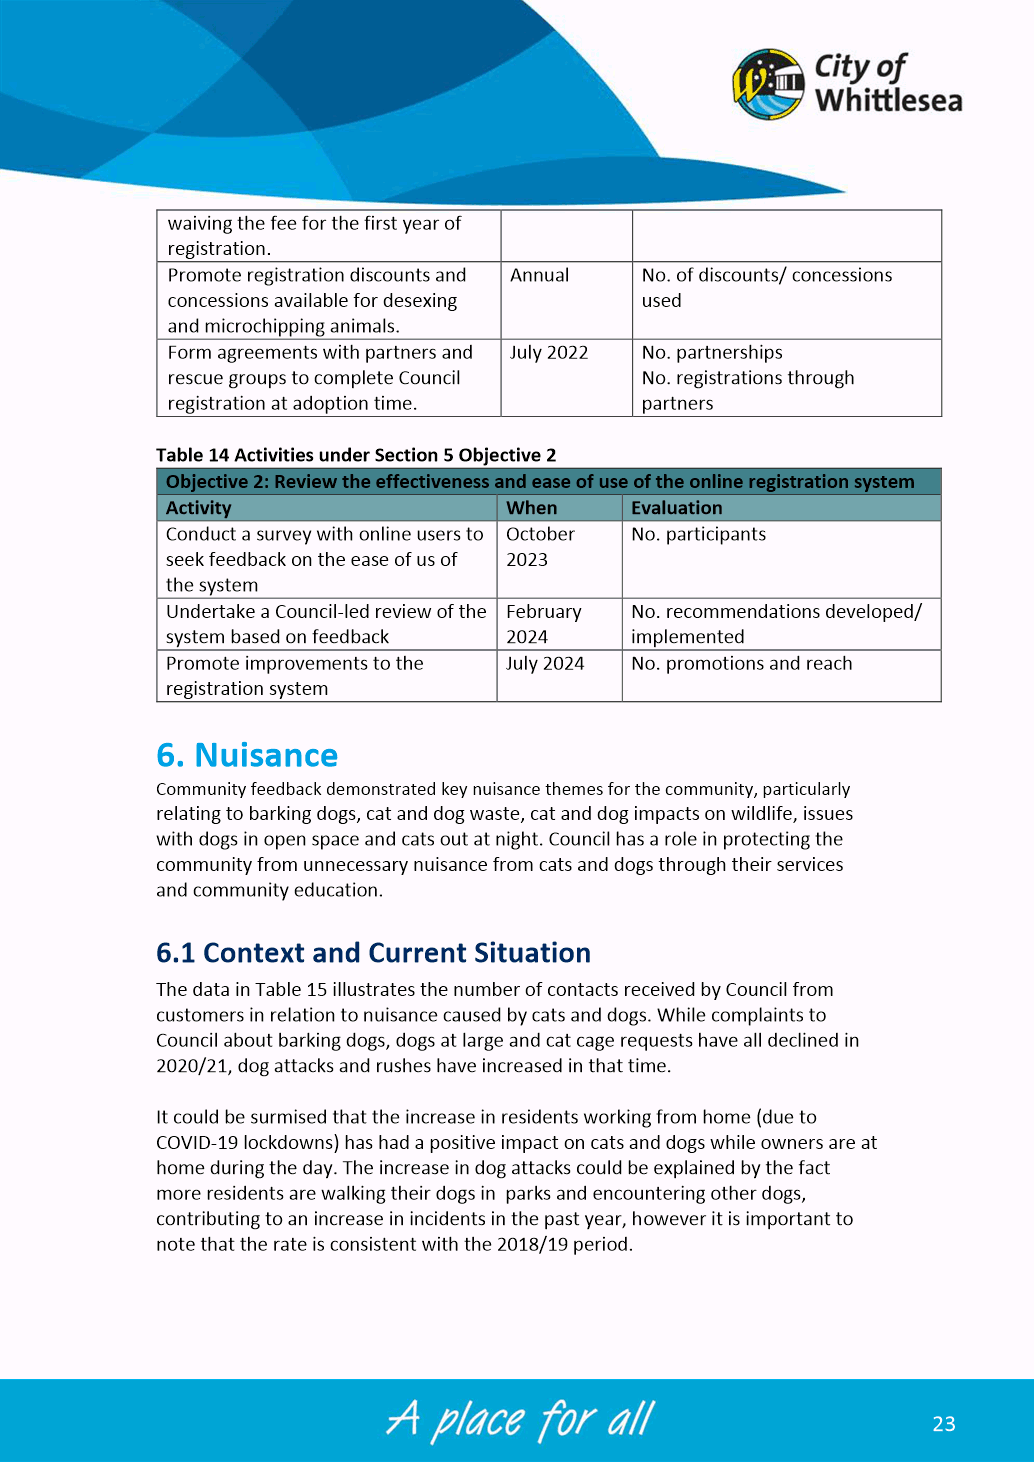 City of
Whittlesea
waiving the fee for the first year of
registration.
Promote registration discounts and
concessions available for desexing
and microchipping animals.
Annual
No. of discounts/ concessions
used
Form agreements with partners and
rescue groups to complete Council
registration at adoption time.
July 2022
No. partnerships
No. registrations through
partners
Table 14 Activities under Section 5 Objective 2
Objective 2: Review the effectiveness and ease of use of the online registration system
Activity
When
Evaluation
Conduct a survey with online users to
seek feedback on the ease of us of
the system
October
2023
No. participants
Undertake a Council-led review of the
system based on feedback
February
2024
No. recommendations developed/
implemented
Promote improvements to the
registration system
July 2024
No. promotions and reach
6. Nuisance
Community feedback demonstrated key nuisance themes for the community, particularly
relating to barking dogs, cat and dog waste, cat and dog impacts on wildlife, issues
with dogs in open space and cats out at night. Council has a role in protecting the
community from unnecessary nuisance from cats and dogs through their services
and community education.
6.1 Context and Current Situation
The data in Table 15 illustrates the number of contacts received by Council from
customers in relation to nuisance caused by cats and dogs. While complaints to
Council about barking dogs, dogs at large and cat cage requests have all declined in
2020/21, dog attacks and rushes have increased in that time.
It could be surmised that the increase in residents working from home (due to
COVID-19 lockdowns) has had a positive impact on cats and dogs while owners are at
home during the day. The increase in dog attacks could be explained by the fact
more residents are walking their dogs in  parks and encountering other dogs,
contributing to an increase in incidents in the past year, however it is important to
note that the rate is consistent with the 2018/19 period.
A place for all
23